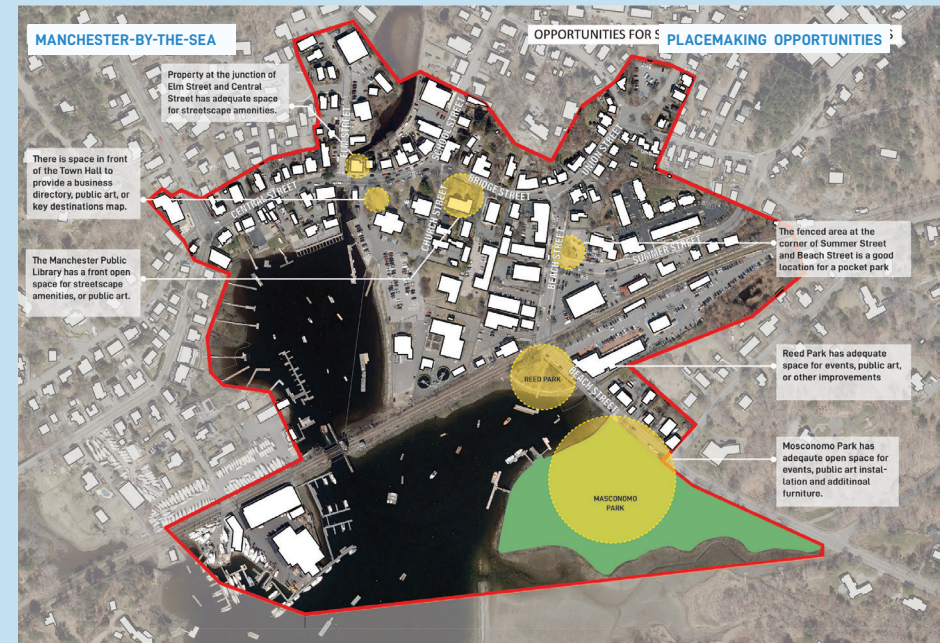 MANCHESTER-BY-THE-SEA
OPPORTUNITIES FOR S
PLACEMAKING OPPORTUNITIES
S
Property at the junction of
Elm Street and Central
Street has adequate space
for streetscape amenities.
There is space in front
of the Town Hall to
provide a business
directory, public art, or
key destinations map.
The Manchester Public
Library has a front open
space for streetscape
amenities, or public art.
CENTRAL STREET
SCHOOL STREET
CHURCH STREET
BRIDGE STREET
UNION STREET
BEACH STREET
SUMMER STREET
The fenced area at the
corner of Summer Street
and Beach Street is a good
location for a pocket park
REED PARK
BEACH STREET
Reed Park has adequate
space for events, public art,
or other improvements
MASCONOMO
PARK
Mosconomo Park has
adeqaute open space for
events, public art instal-
lation and additinoal
furniture.